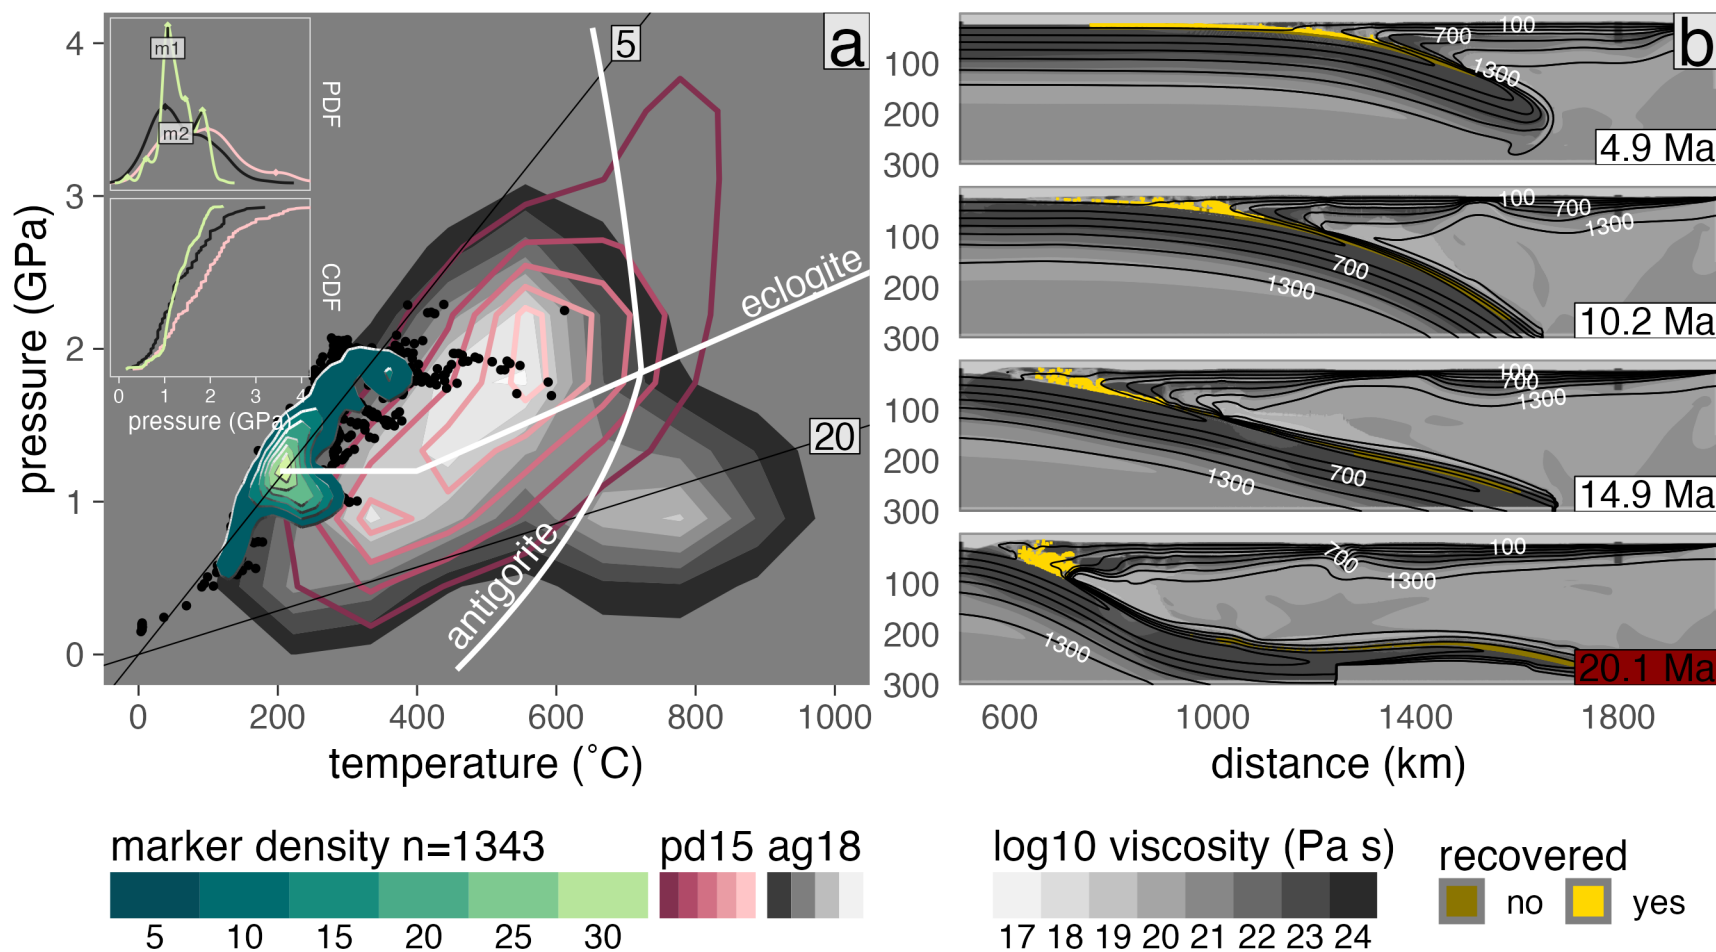 a
4
3
2
1
0
pressure (GPa)
0
200
400
600
800
1000
temperature (˚C)
5
20
eclogite
antigorite
m1
m2
PDF
CDF
0
1
2
3
4
pressure (GPa)
b
100
200
300
100
700
1300
4.9 Ma
100
200
300
100
700
1300
700
1300
10.2 Ma
100
200
300
100
700
1300
700
1300
14.9 Ma
100
200
300
100
700
1300
1300
20.1 Ma
600
1000
1400
1800
distance (km)
marker density n=1343
5 10 15 20 25 30
pd15 ag18
log10 viscosity (Pa s)
17 18 19 20 21 22 23 24
recovered
no yes